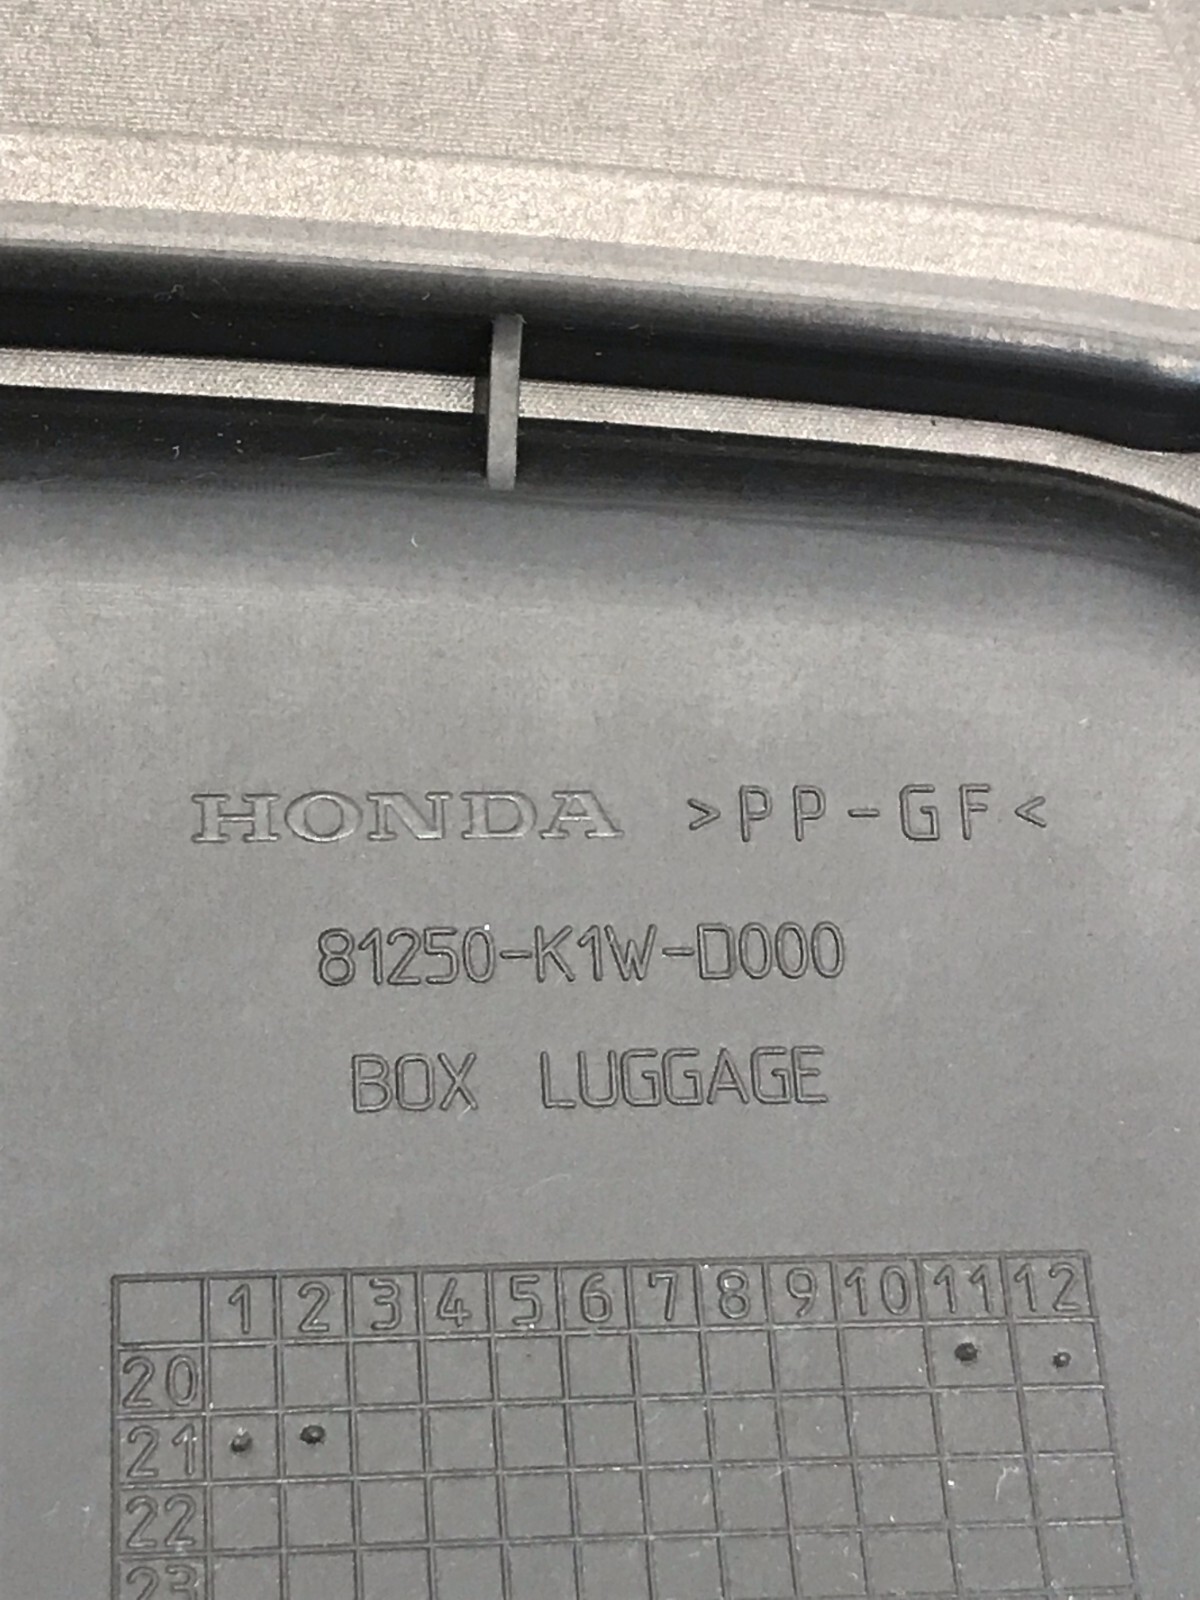 HONDA >PP-GF<
81250-K1W-D000
BOX LUGGAGE
1 2 3 4 5 6 7 8 9 10 11 12
20
21
22
23